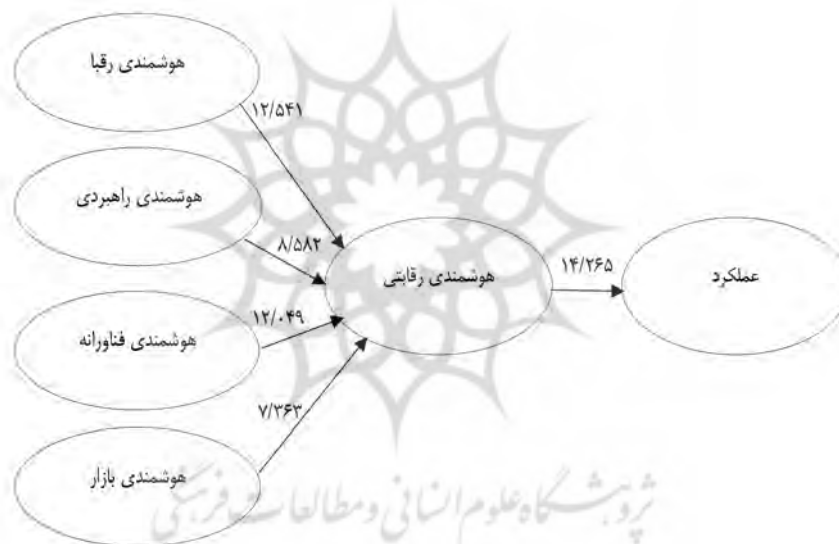 هوشمندی رقبا
۱۲/۵۴۱
هوشمندی راهبردی
۸/۵۸۲
هوشمندی رقابتی
۱۴/۲۶۵
عملکرد
هوشمندی فناورانه
۱۲/۰۴۹
۷/۳۶۳
هوشمندی بازار
پژوهشگاه علوم انسانی و مطالعات فرهنگی